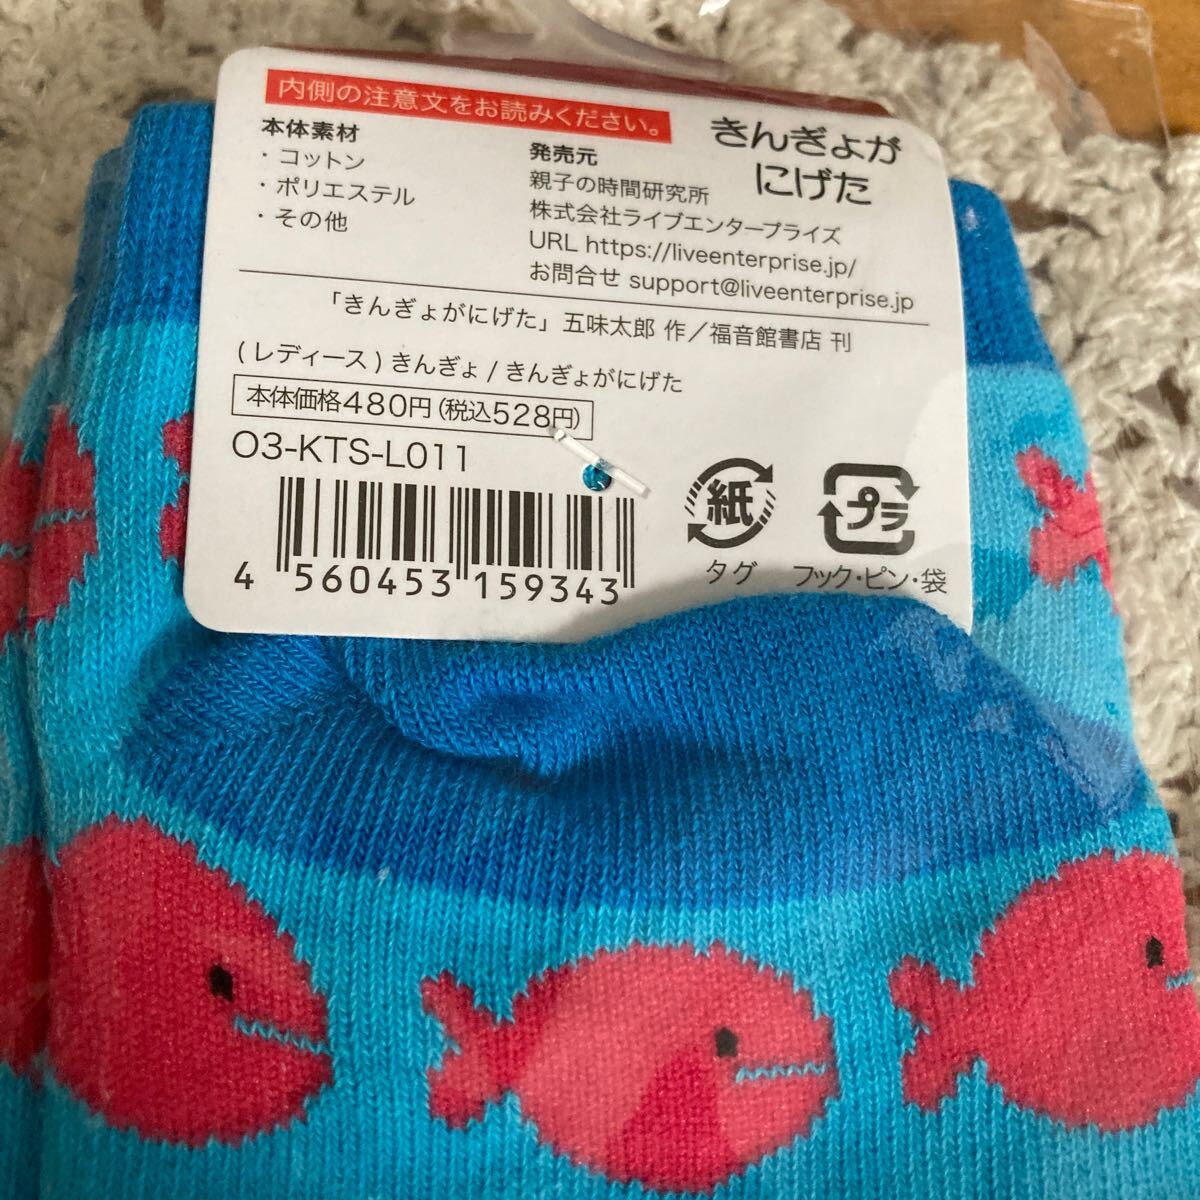 内側の注意文をお読みください。
きんぎょが
にげた
本体素材
・コットン
・ポリエステル
・その他
発売元
親子の時間研究所
株式会社ライブエンタープライズ
URL https://liveenterprise.jp/
お問合せ support@liveenterprise.jp
「きんぎょがにげた」五味太郎 作／福音館書店 刊
(レディース) きんぎょ / きんぎょがにげた
本体価格480円(税込528円)
O3-KTS-L011
4 560453 159343
紙
タグ
プラ
フック・ピン・袋